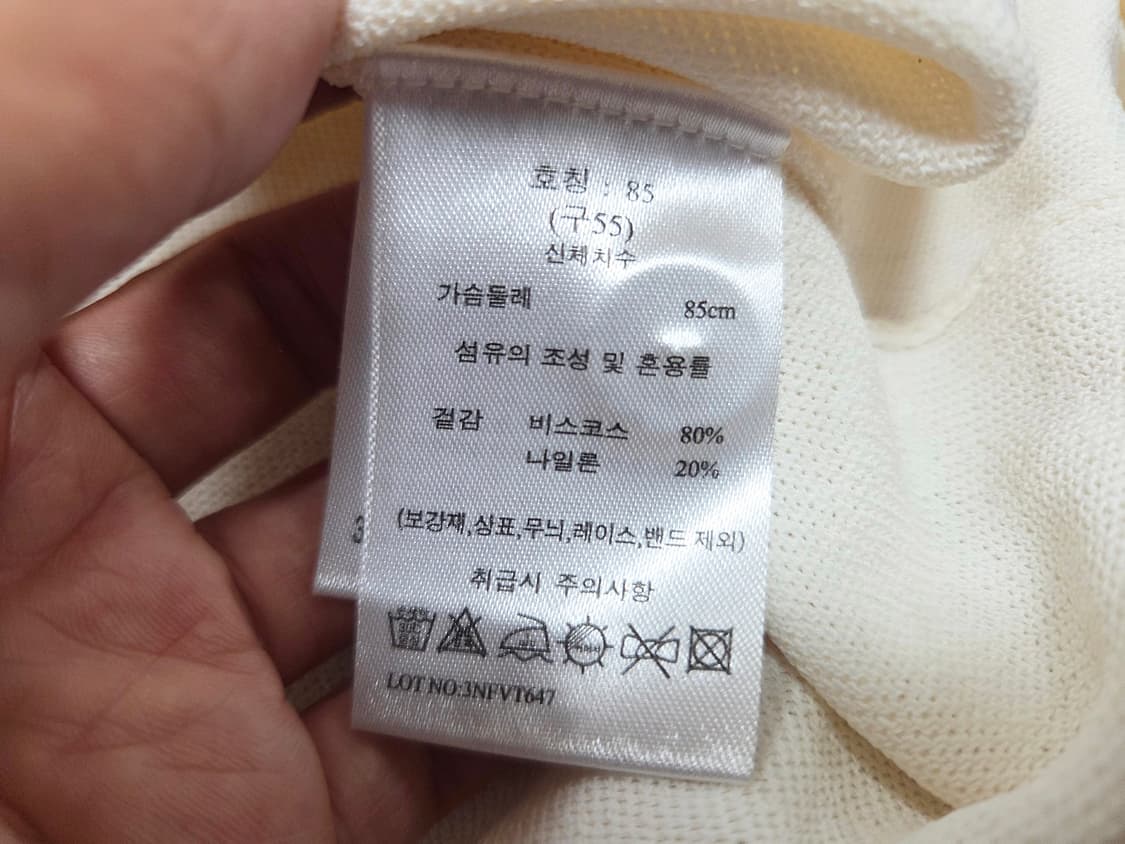 호칭 : 85
(구55)
신체치수
가슴둘레 85cm
섬유의 조성 및 혼용률
겉감 비스코스 80%
나일론 20%
(보강재,상표,무늬,레이스,밴드 제외)
취급시 주의사항
LOT NO:3NFVT647